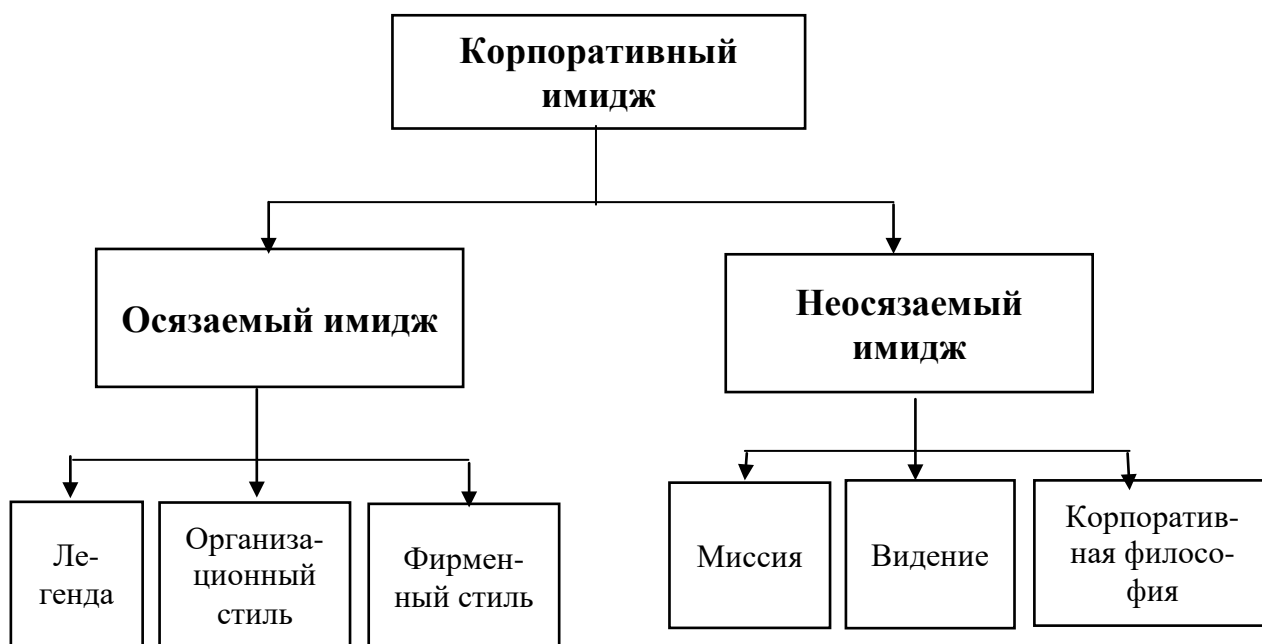 Корпоративный
имидж
Осязаемый имидж
Неосязаемый
имидж
Ле-
генда
Организа-
ционный
стиль
Фирмен-
ный стиль
Миссия
Видение
Корпоратив-
ная филосо-
фия